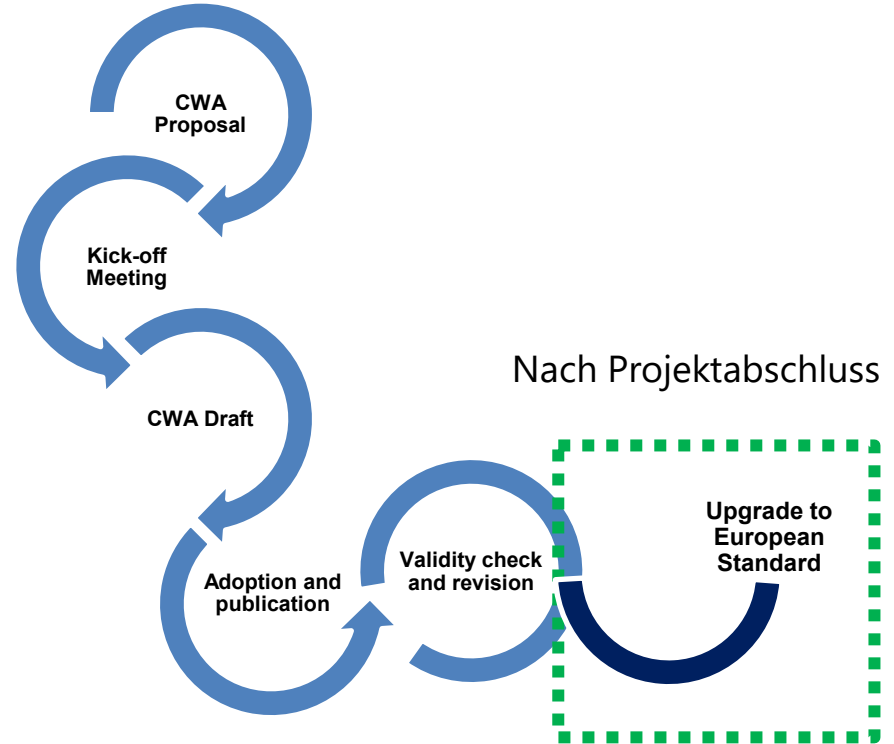 CWA
Proposal
Kick-off
Meeting
CWA Draft
Nach Projektabschluss
Adoption and
publication
Validity check
and revision
Upgrade to
European
Standard